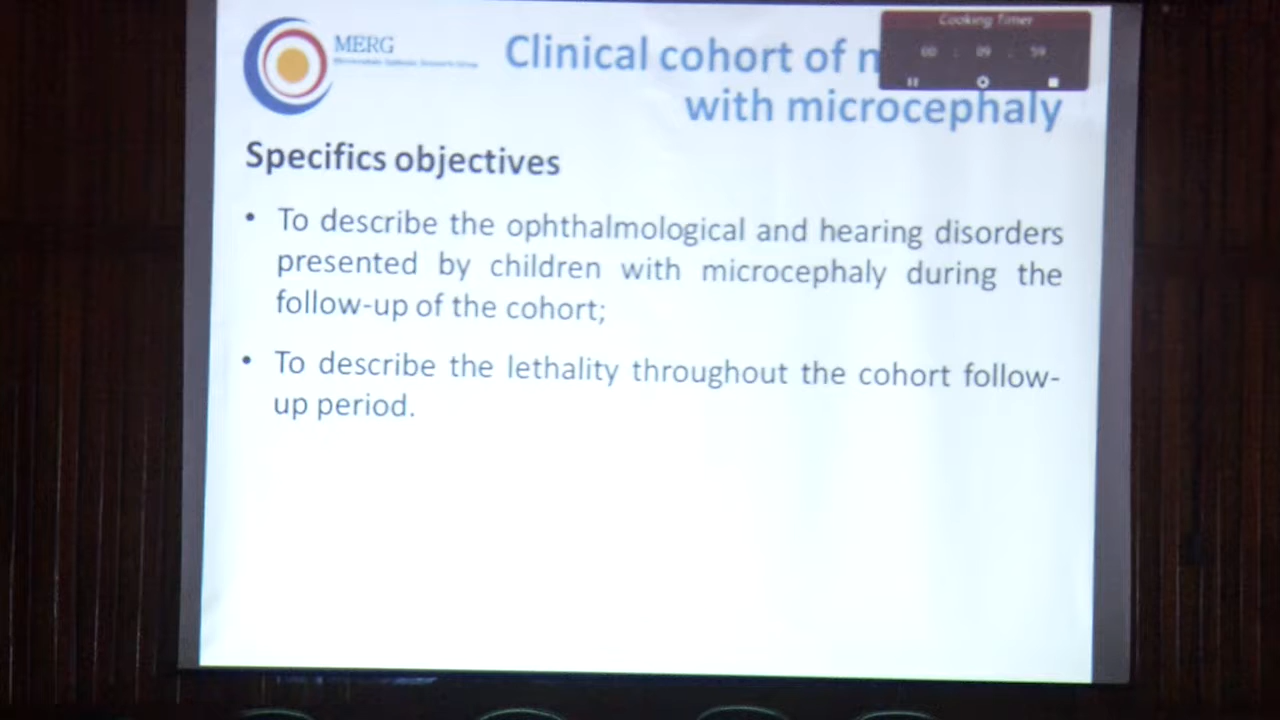 MERG
Cooking Timer
00 : 09 : 59
Clinical cohort of n
with microcephaly
Specifics objectives
• To describe the ophthalmological and hearing disorders
presented by children with microcephaly during the
follow-up of the cohort;
• To describe the lethality throughout the cohort follow-
up period.